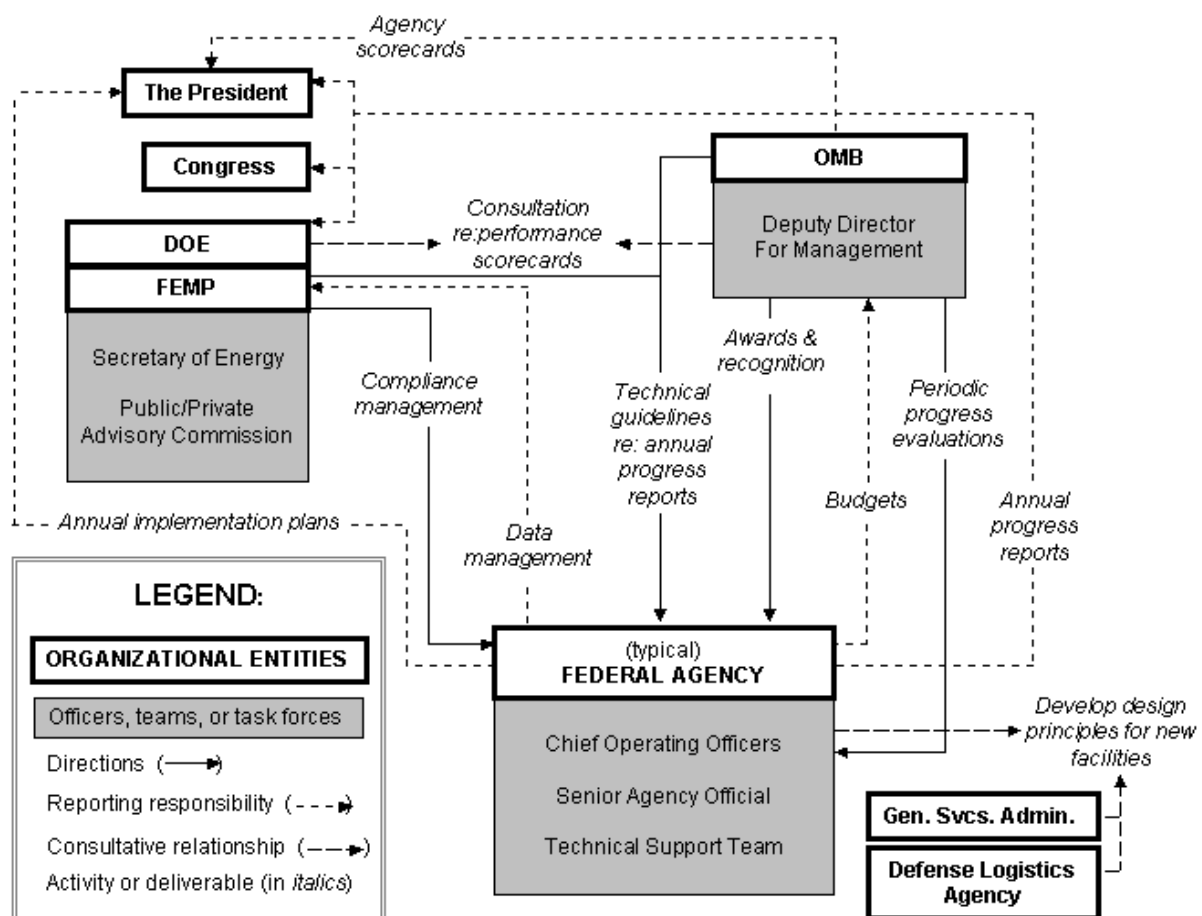 Agency
scorecards
The President
Congress
OMB
Deputy Director
For Management
DOE
FEMP
Secretary of Energy
Public/Private
Advisory Commission
Consultation
re:performance
scorecards
Compliance
management
Technical
guidelines
re: annual
progress
reports
Awards &
recognition
Periodic
progress
evaluations
Annual implementation plans
Data
management
Budgets
Annual
progress
reports
LEGEND:
ORGANIZATIONAL ENTITIES
Officers, teams, or task forces
Directions (
)
Reporting responsibility (
)
Consultative relationship (
)
Activity or deliverable (in italics)
(typical)
FEDERAL AGENCY
Chief Operating Officers
Senior Agency Official
Technical Support Team
Develop design
principles for new
facilities
Gen. Svcs. Admin.
Defense Logistics
Agency